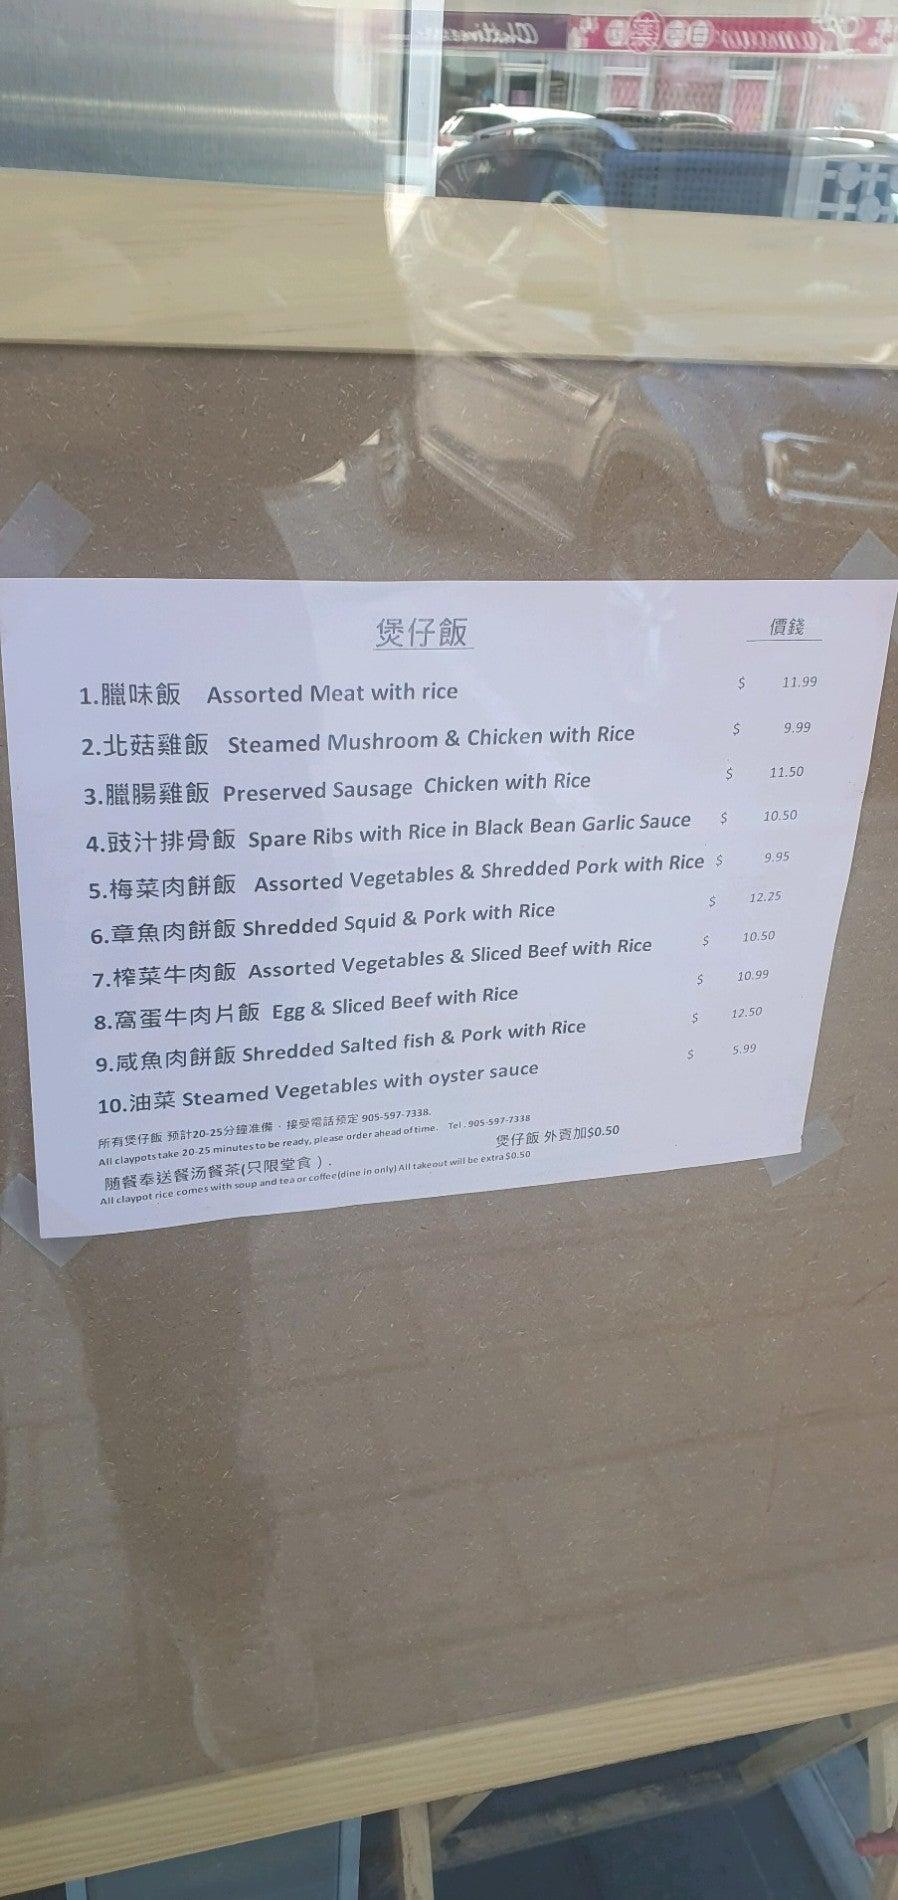 煲仔飯 價錢
1.臘味飯 Assorted Meat with rice $ 11.99
2.北菇雞飯 Steamed Mushroom & Chicken with Rice $ 9.99
3.臘腸雞飯 Preserved Sausage Chicken with Rice $ 11.50
4.豉汁排骨飯 Spare Ribs with Rice in Black Bean Garlic Sauce $ 10.50
5.梅菜肉餅飯 Assorted Vegetables & Shredded Pork with Rice $ 9.95
6.章魚肉餅飯 Shredded Squid & Pork with Rice $ 12.25
7.榨菜牛肉飯 Assorted Vegetables & Sliced Beef with Rice $ 10.50
8.窩蛋牛肉片飯 Egg & Sliced Beef with Rice $ 10.99
9.咸魚肉餅飯 Shredded Salted fish & Pork with Rice $ 12.50
10.油菜 Steamed Vegetables with oyster sauce $ 5.99
所有煲仔飯 预計20-25分鐘准備﹐接受電話预定 905-597-7338.
All claypots take 20-25 minutes to be ready, please order ahead of time. Tel . 905-597-7338
随餐奉送餐汤餐茶(只限堂食）. 煲仔飯 外賣加$0.50
All claypot rice comes with soup and tea or coffee(dine in only) All takeout will be extra $0.50